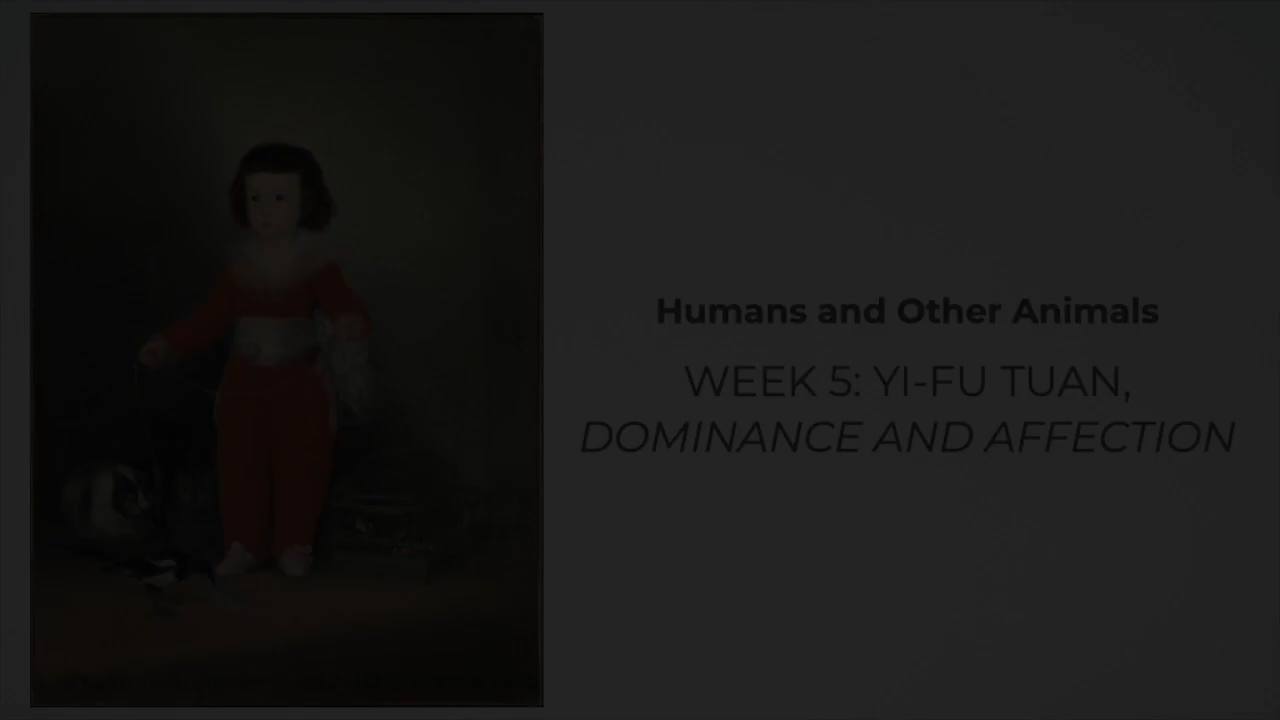 Humans and Other Animals
WEEK 5: YI-FU TUAN,
DOMINANCE AND AFFECTION